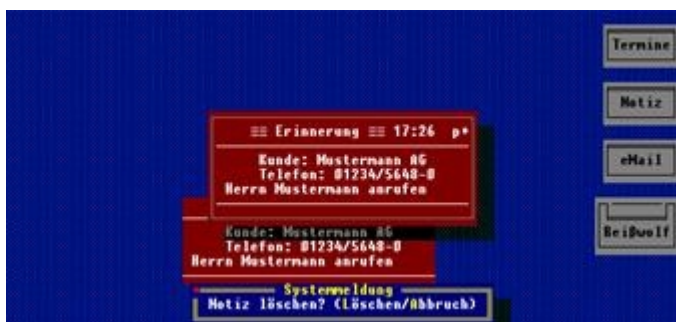 Termine
Notiz
≡≡ Erinnerung ≡≡ 17:26 p•
Kunde: Mustermann AG
Telefon: 01234/5648-0
Herrn Mustermann anrufen
eMail
Kunde: Mustermann AG
Telefon: 01234/5648-0
Herrn Mustermann anrufen
Reißwolf
Systemmeldung
Notiz löschen? (Löschen/Abbruch)